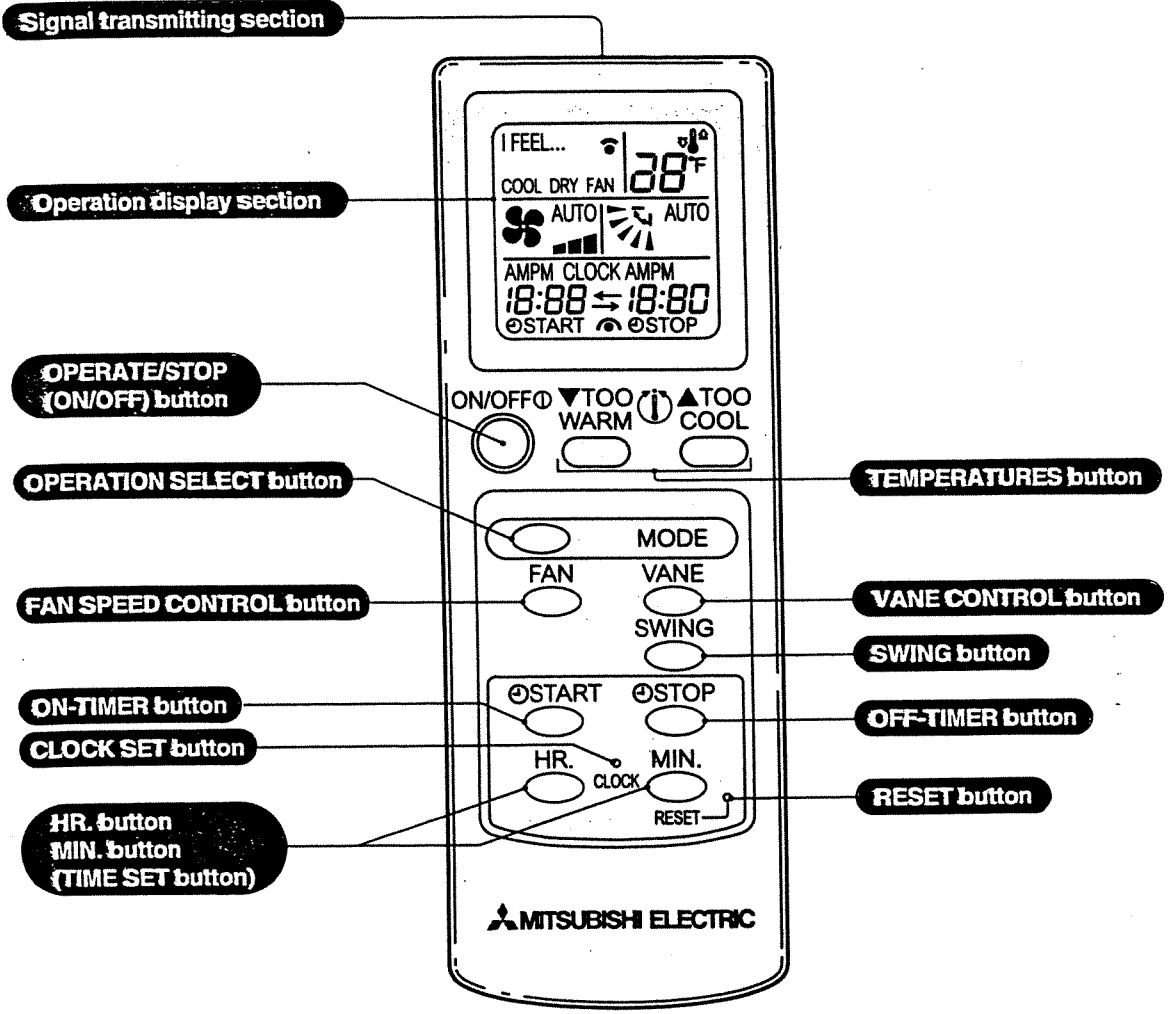 Signal transmitting section
I FEEL...
28°F
COOL DRY FAN
Operation display section
AUTO AUTO
AMPM CLOCK AMPM
18:88 18:80
START STOP
OPERATE/STOP
(ON/OFF) button
ON/OFF ▼TOO WARM ▲TOO COOL
OPERATION SELECT button
TEMPERATURES button
MODE
FAN VANE
FAN SPEED CONTROL button
VANE CONTROL button
SWING
SWING button
START STOP
ON-TIMER button
OFF-TIMER button
CLOCK SET button
HR. CLOCK MIN.
RESET
RESET button
HR. button
MIN. button
(TIME SET button)
MITSUBISHI ELECTRIC